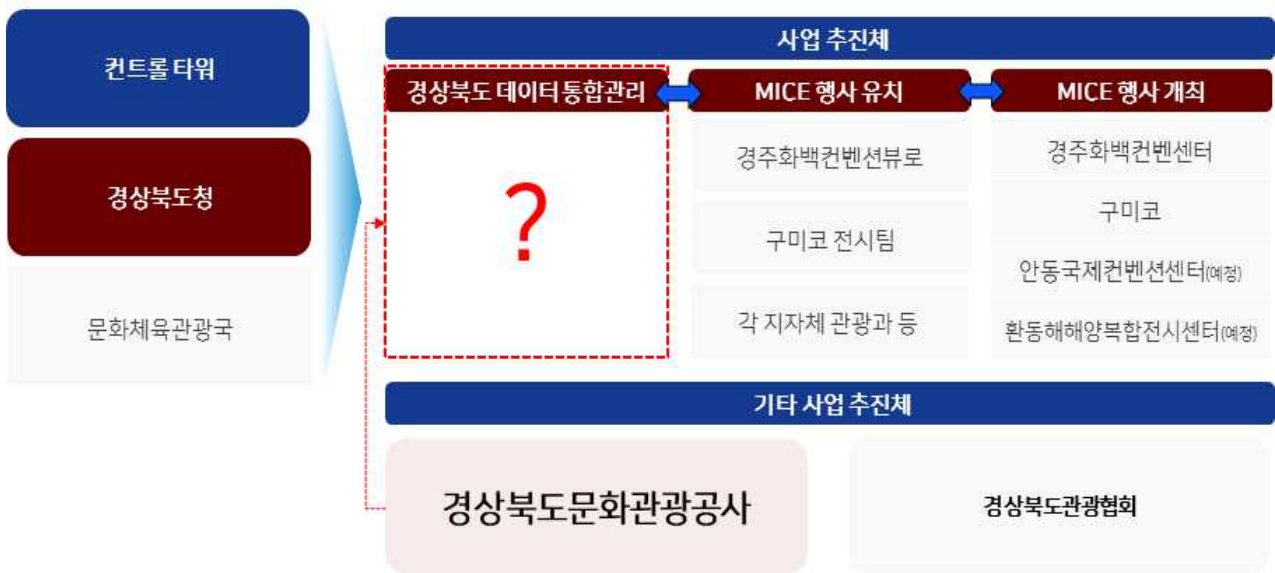 컨트롤 타워
경상북도청
문화체육관광국
사업 추진체
경상북도 데이터 통합관리
MICE 행사 유치
MICE 행사 개최
?
경주화백컨벤션뷰로
구미코 전시팀
각 지자체 관광과 등
경주화백컨벤센터
구미코
안동국제컨벤션센터(예정)
환동해해양복합전시센터(예정)
기타 사업 추진체
경상북도문화관광공사
경상북도관광협회